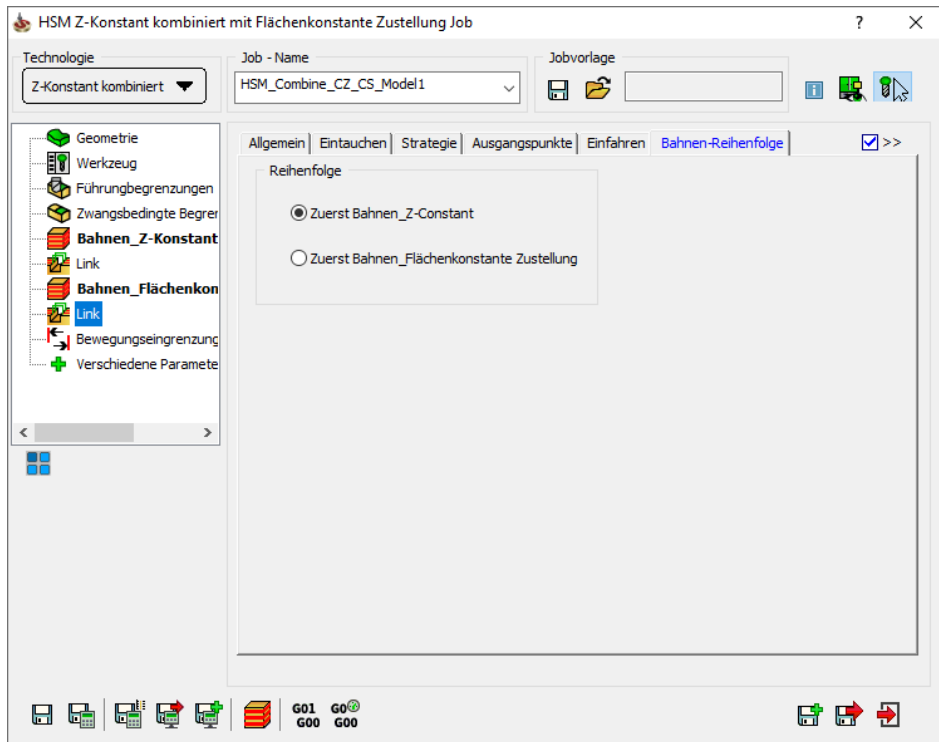 HSM Z-Konstant kombiniert mit Flächenkonstante Zustellung Job
?
Technologie
Z-Konstant kombiniert
Job - Name
HSM_Combine_CZ_CS_Model1
Jobvorlage
Geometrie
Werkzeug
Führungbegrenzungen
Zwangsbedingte Begrer
Bahnen_Z-Konstant
Link
Bahnen_Flächenkon
Link
Bewegungseingrenzung
Verschiedene Paramete
Allgemein Eintauchen Strategie Ausgangspunkte Einfahren Bahnen-Reihenfolge >>
Reihenfolge
Zuerst Bahnen_Z-Constant
Zuerst Bahnen_Flächenkonstante Zustellung
G01 G0
G00 G00